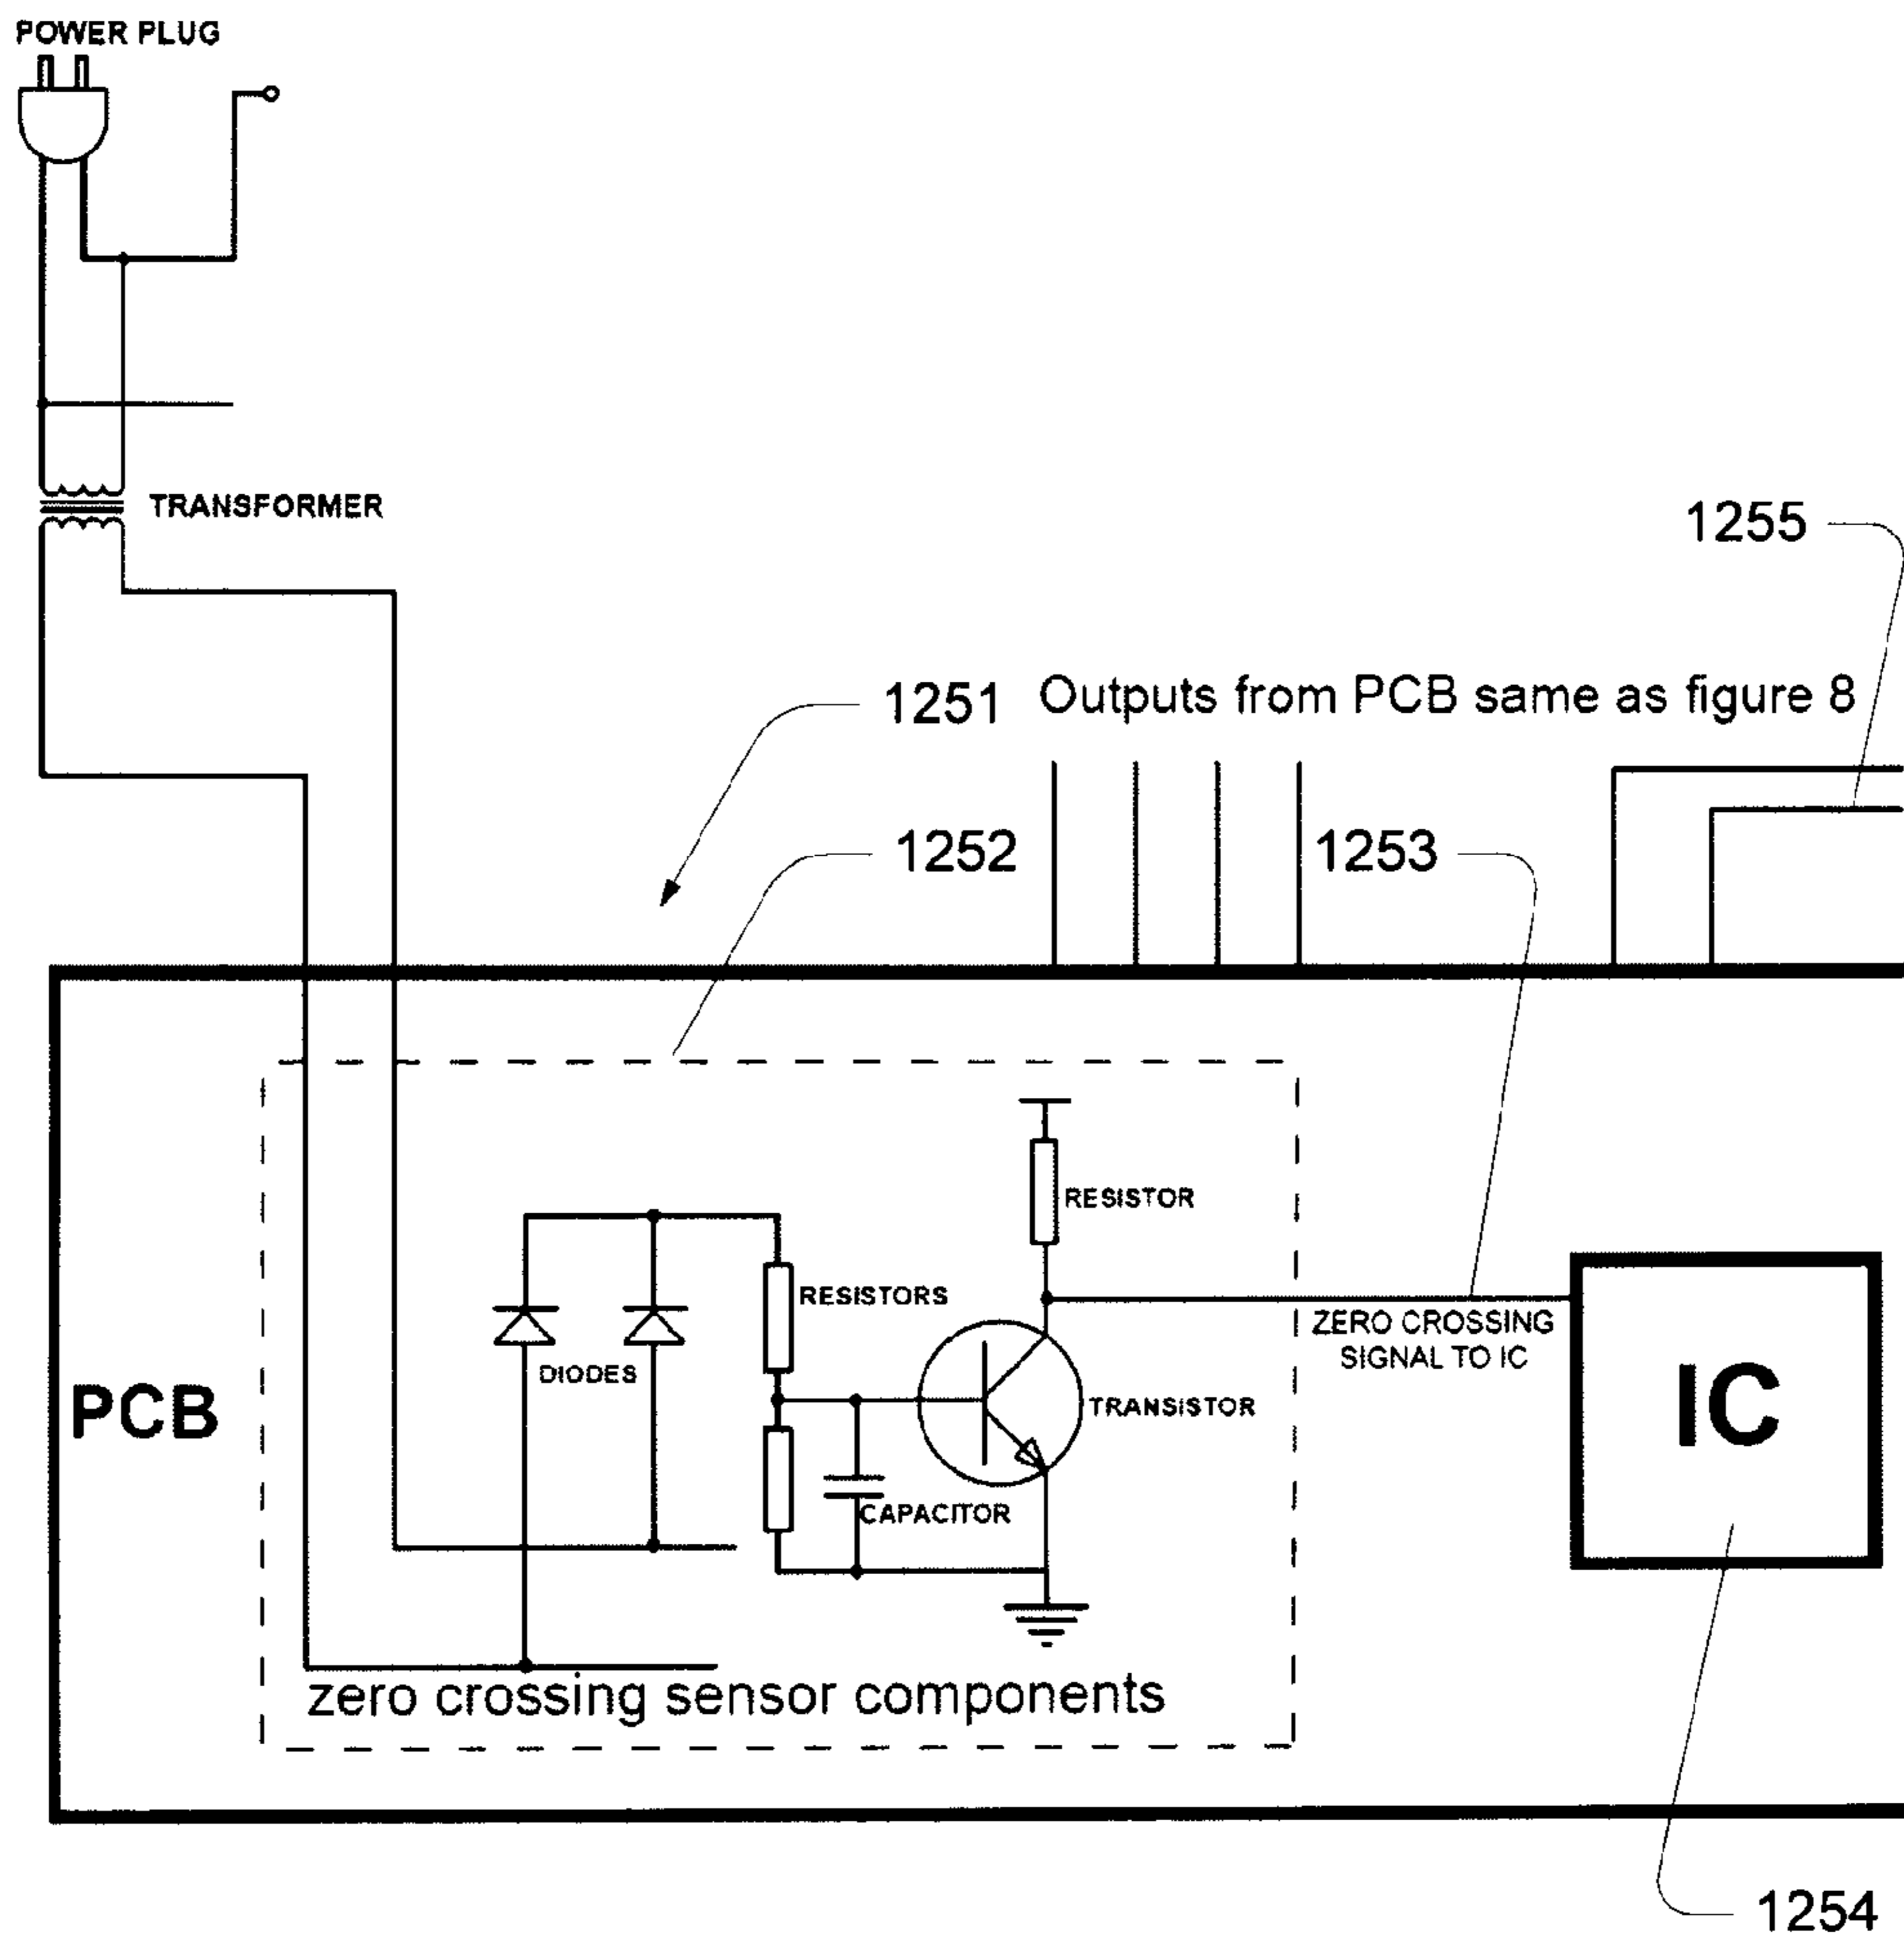 POWER PLUG
TRANSFORMER
1255
1251
Outputs from PCB same as figure 8
1252
1253
RESISTOR
RESISTORS
ZERO CROSSING
SIGNAL TO IC
DIODES
PCB
TRANSISTOR
IC
CAPACITOR
zero crossing sensor components
1254